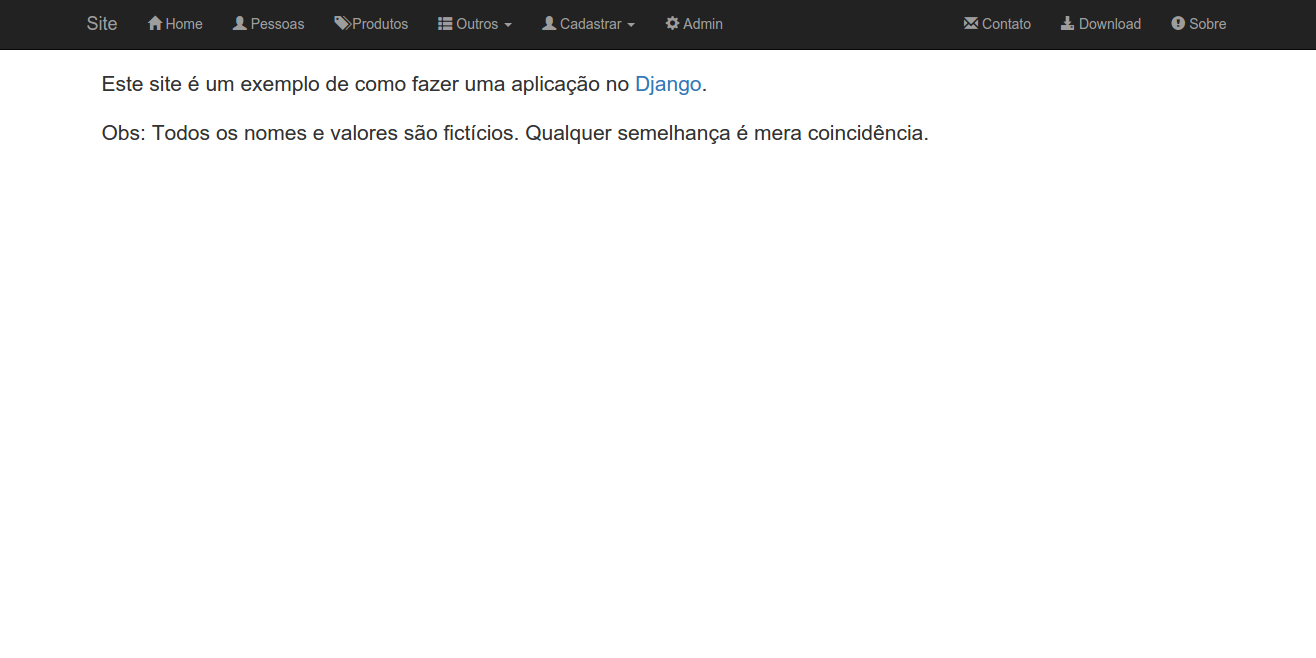 Site Home Pessoas Produtos Outros Cadastrar Admin Contato Download Sobre
Este site é um exemplo de como fazer uma aplicação no Django.
Obs: Todos os nomes e valores são fictícios. Qualquer semelhança é mera coincidência.